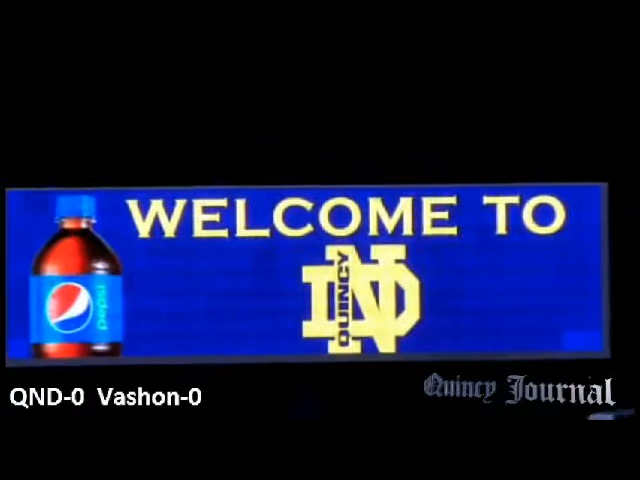 WELCOME TO
pepsi
QUINCY
ND
QND-0 Vashon-0
Quincy Journal